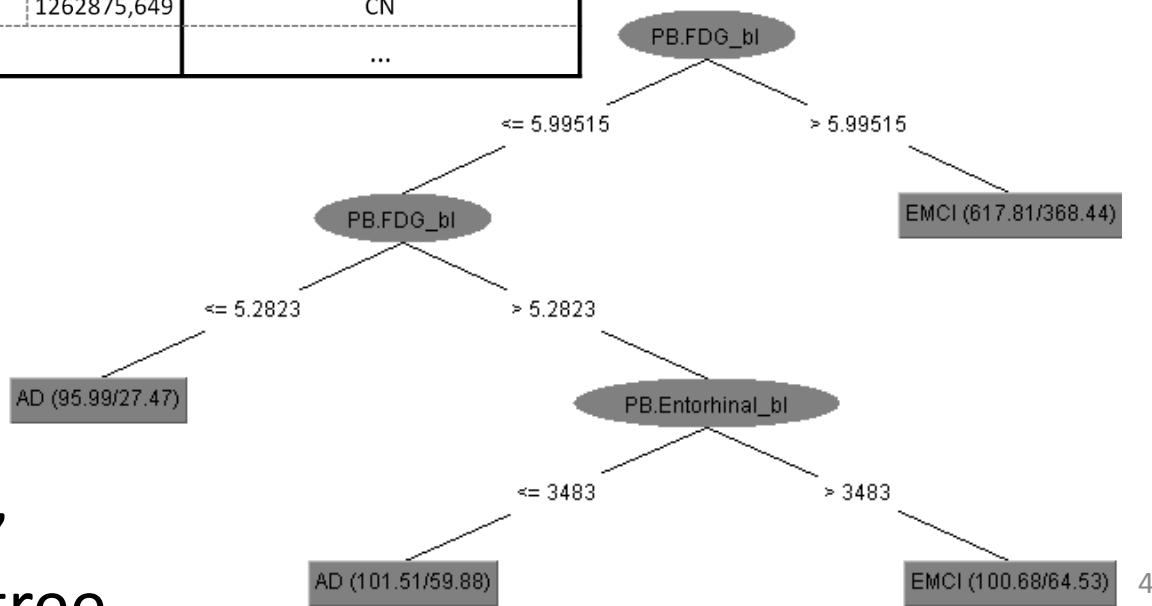 1262875,649 CN
...
PB.FDG_bl
<= 5.99515 > 5.99515
PB.FDG_bl EMCI (617.81/368.44)
<= 5.2823 > 5.2823
AD (95.99/27.47) PB.Entorhinal_bl
<= 3483 > 3483
,
tree
AD (101.51/59.88) EMCI (100.68/64.53) 4